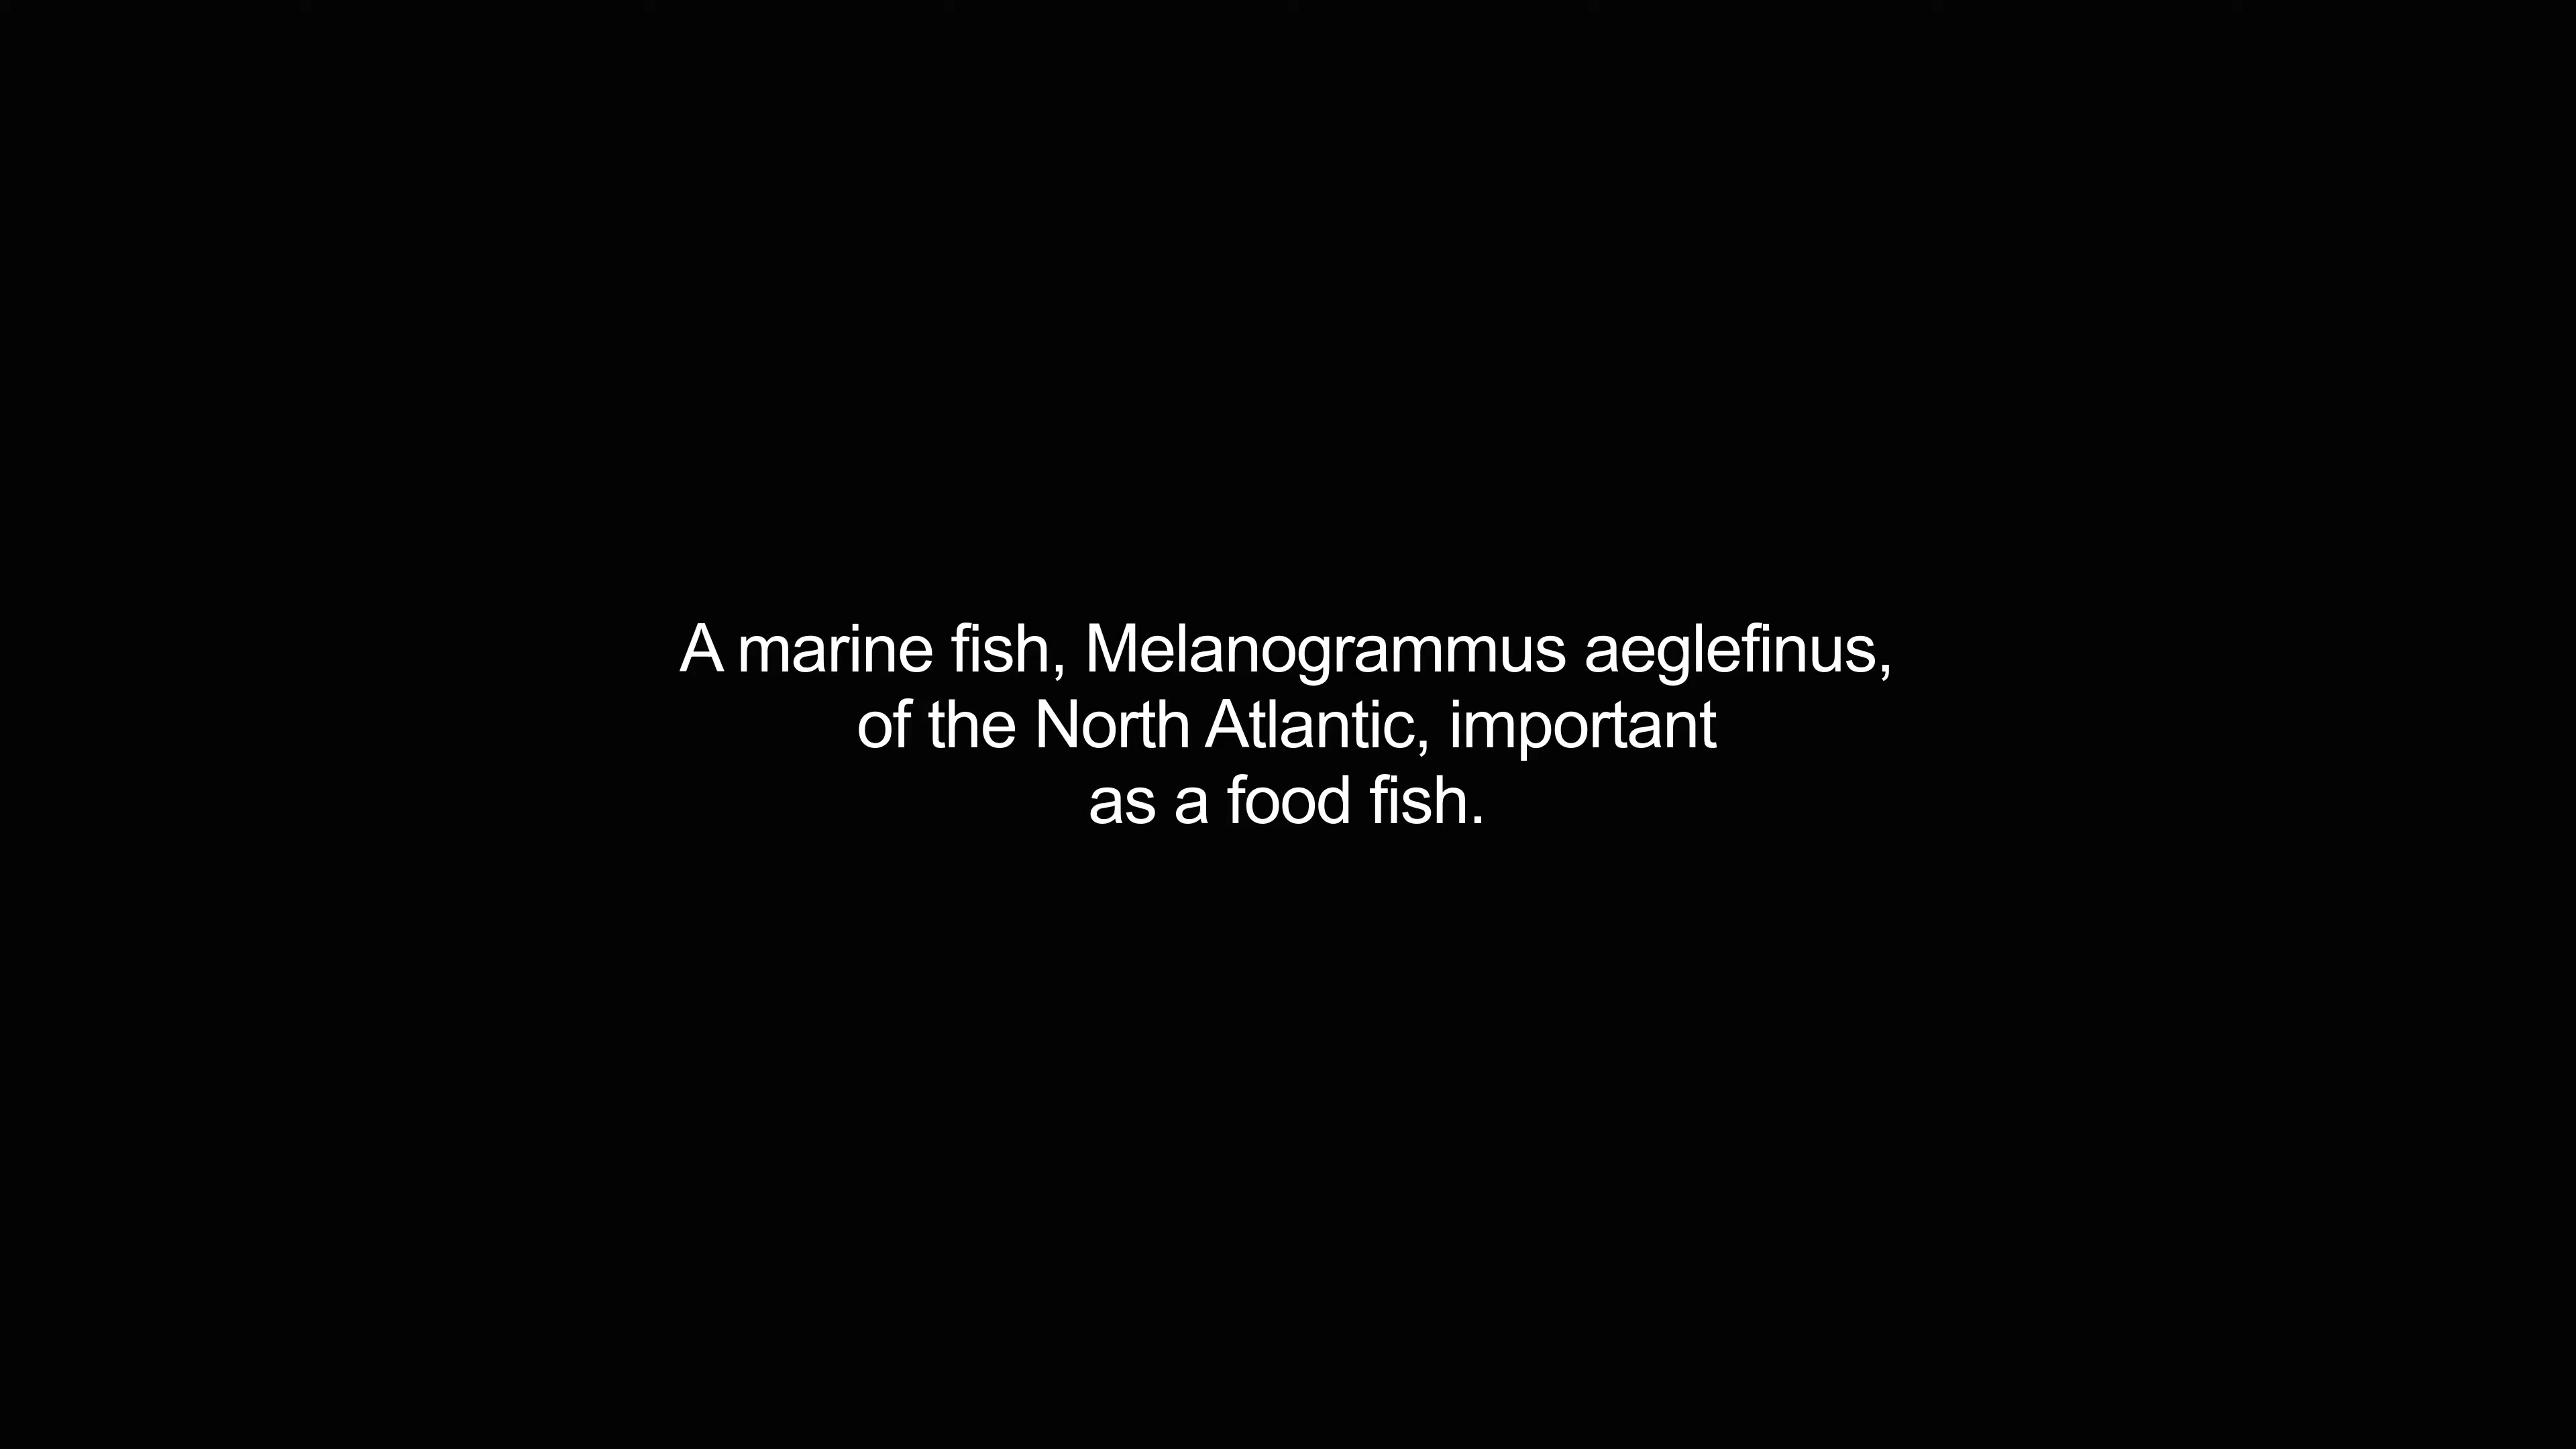 A marine fish, Melanogrammus aeglefinus,
of the North Atlantic, important
as a food fish.